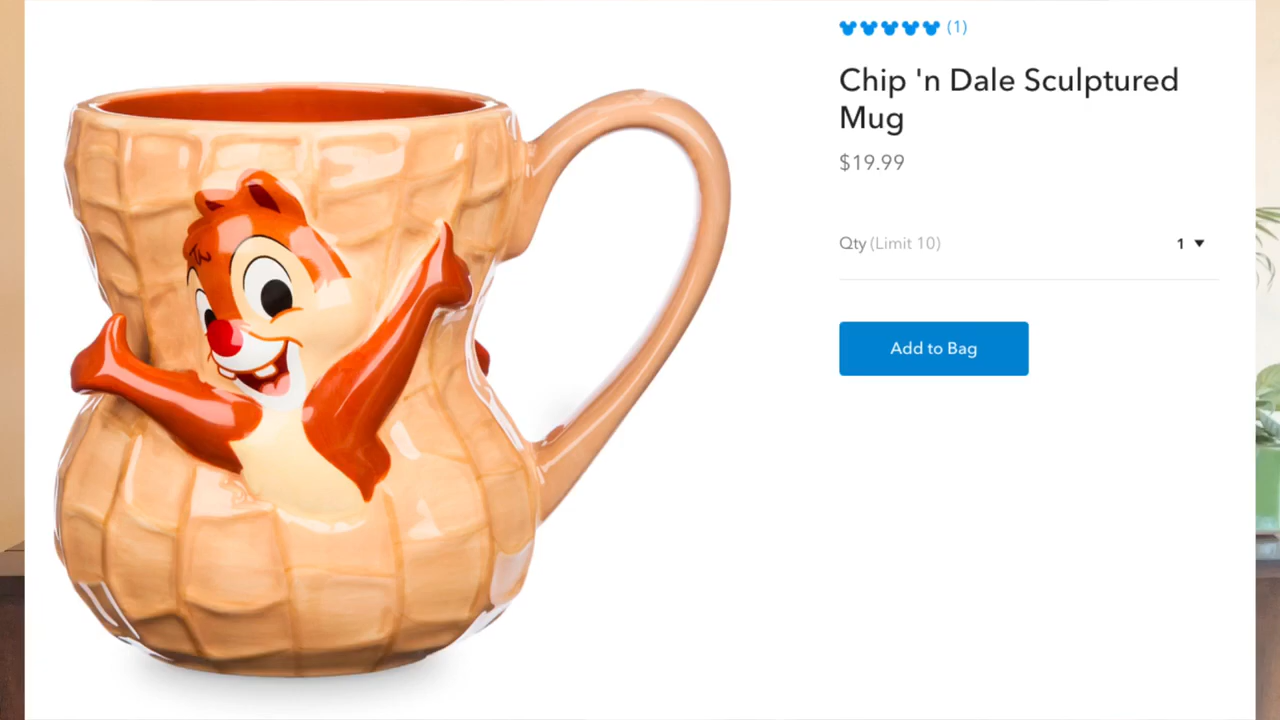 (1)
Chip 'n Dale Sculptured
Mug
$19.99
Qty (Limit 10)
1
Add to Bag